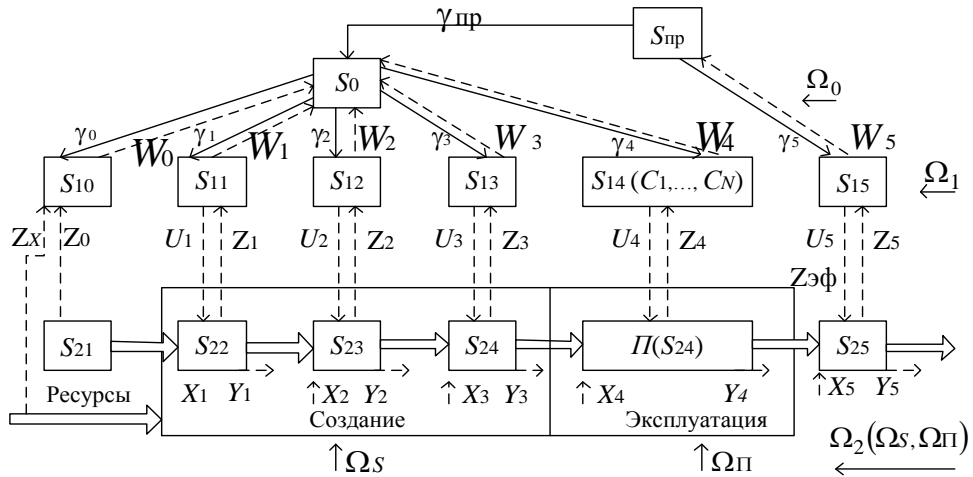 γпр
Sпр
S0
Ω0
γ0 W0 γ1 W1 γ2 W2 γ3 W3 γ4 W4 γ5 W5
S10 S11 S12 S13 S14 (C1,..., CN) S15
Ω1
ZX Z0 U1 Z1 U2 Z2 U3 Z3 U4 Z4 U5 Z5
Zэф
S21 S22 S23 S24 П(S24) S25
Ресурсы X1 Y1 X2 Y2 X3 Y3 X4 Y4 X5 Y5
Создание Эксплуатация
ΩS ΩП Ω2(ΩS, ΩП)